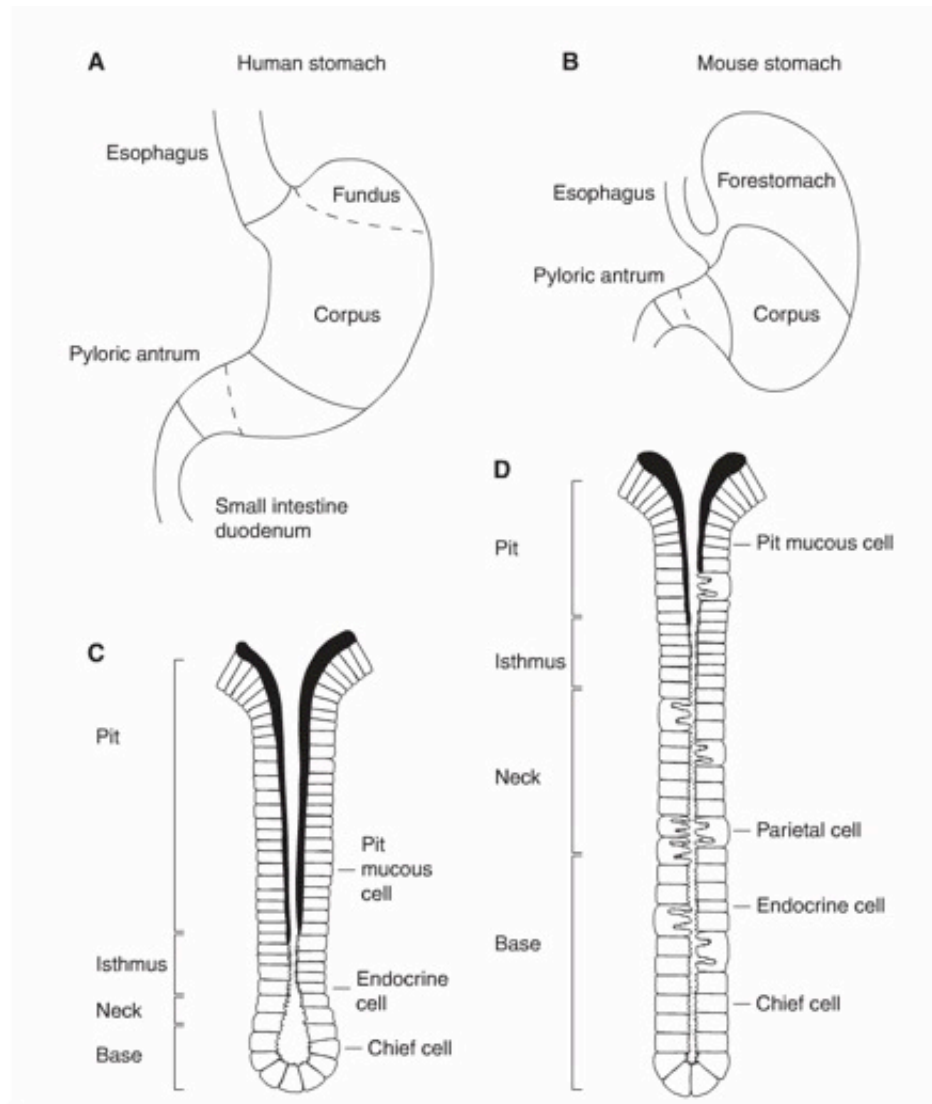 A
Human stomach
Esophagus
Fundus
Corpus
Pyloric antrum
Small intestine
duodenum
B
Mouse stomach
Esophagus
Forestomach
Pyloric antrum
Corpus
C
Pit
Isthmus
Neck
Base
Pit
mucous
cell
Endocrine
cell
Chief cell
D
Pit
Isthmus
Neck
Base
Pit mucous cell
Parietal cell
Endocrine cell
Chief cell